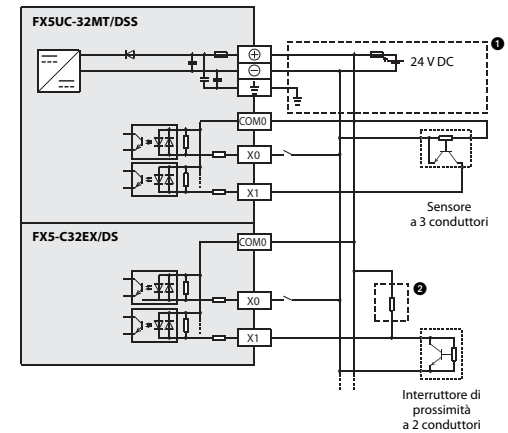 FX5UC-32MT/DSS
❶
24 V DC
COM0
X0
X1
Sensore
a 3 conduttori
FX5-C32EX/DS
COM0
❷
X0
X1
Interruttore di
prossimità
a 2 conduttori